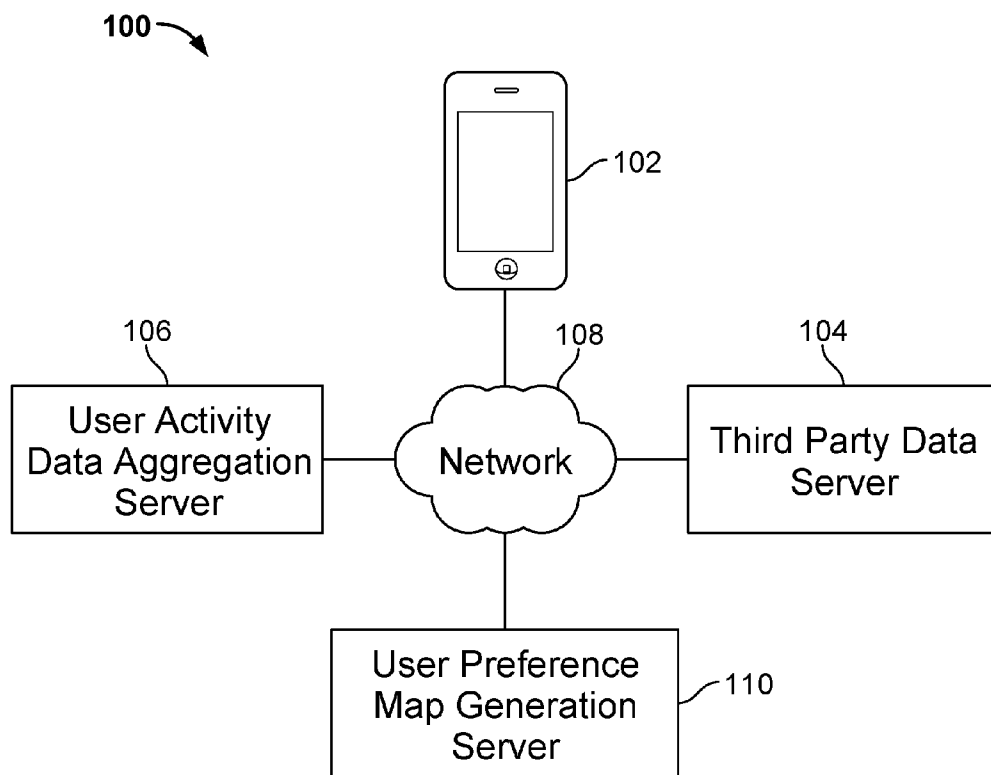 100
102
106
108
104
User Activity
Data Aggregation
Server
Network
Third Party Data
Server
User Preference
Map Generation
Server
110